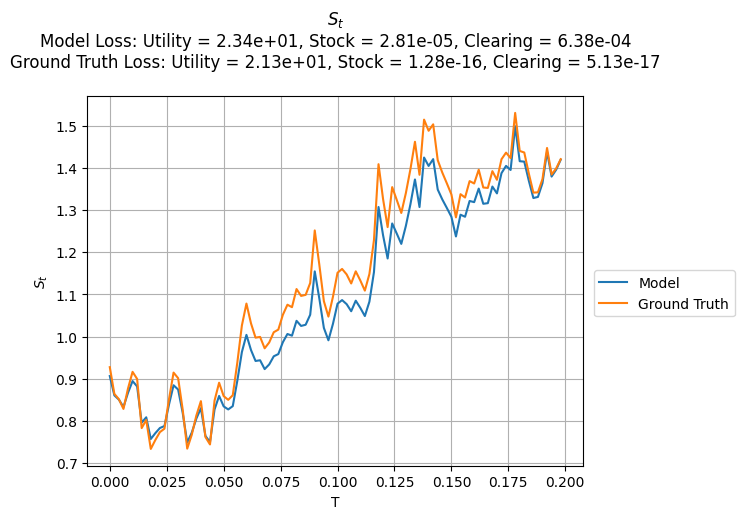 S_t
Model Loss: Utility = 2.34e+01, Stock = 2.81e-05, Clearing = 6.38e-04
Ground Truth Loss: Utility = 2.13e+01, Stock = 1.28e-16, Clearing = 5.13e-17
1.5
1.4
1.3
1.2
1.1
1.0
0.9
0.8
0.7
S_t
Model
Ground Truth
0.000 0.025 0.050 0.075 0.100 0.125 0.150 0.175 0.200
T